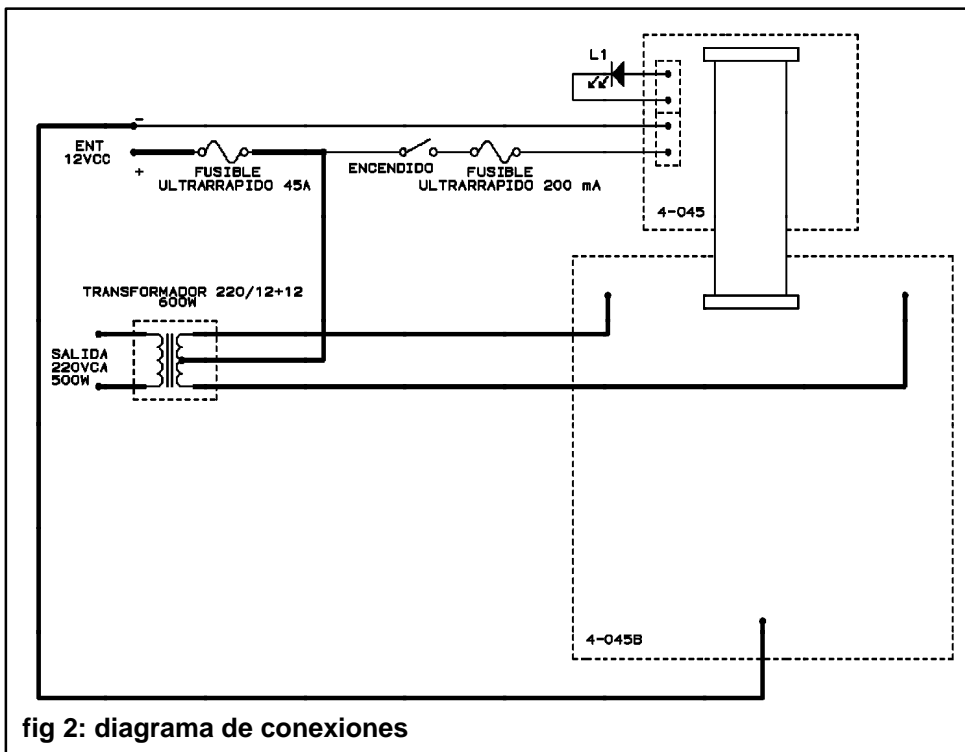 L1
-
ENT
12VCC
+
FUSIBLE
ULTRARRAPIDO 45A
ENCENDIDO
FUSIBLE
ULTRARRAPIDO 200 mA
4-045
TRANSFORMADOR 220/12+12
600W
SALIDA
220VCA
500W
4-045B
fig 2: diagrama de conexiones